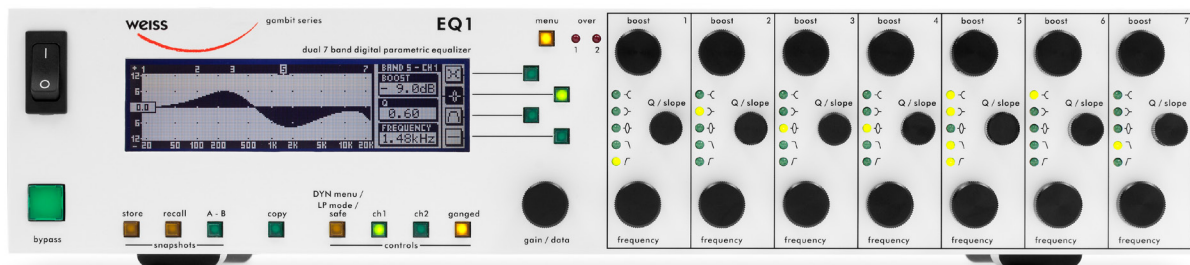 weiss
gambit series
EQ1
dual 7 band digital parametric equalizer
menu
over
1 2
+ 1 2 3 5 7
12
6
0.0
6
12
- 20 50 100 200 500 1K 2K 5K 10K 20K
BAND 5 - CH1
BOOST
- 9.0dB
Q
0.60
FREQUENCY
1.48kHz
bypass
store recall A - B
snapshots
copy
DYN menu /
LP mode /
safe ch1 ch2 ganged
controls
gain / data
boost 1
Q / slope
frequency
boost 2
Q / slope
frequency
boost 3
Q / slope
frequency
boost 4
Q / slope
frequency
boost 5
Q / slope
frequency
boost 6
Q / slope
frequency
boost 7
Q / slope
frequency